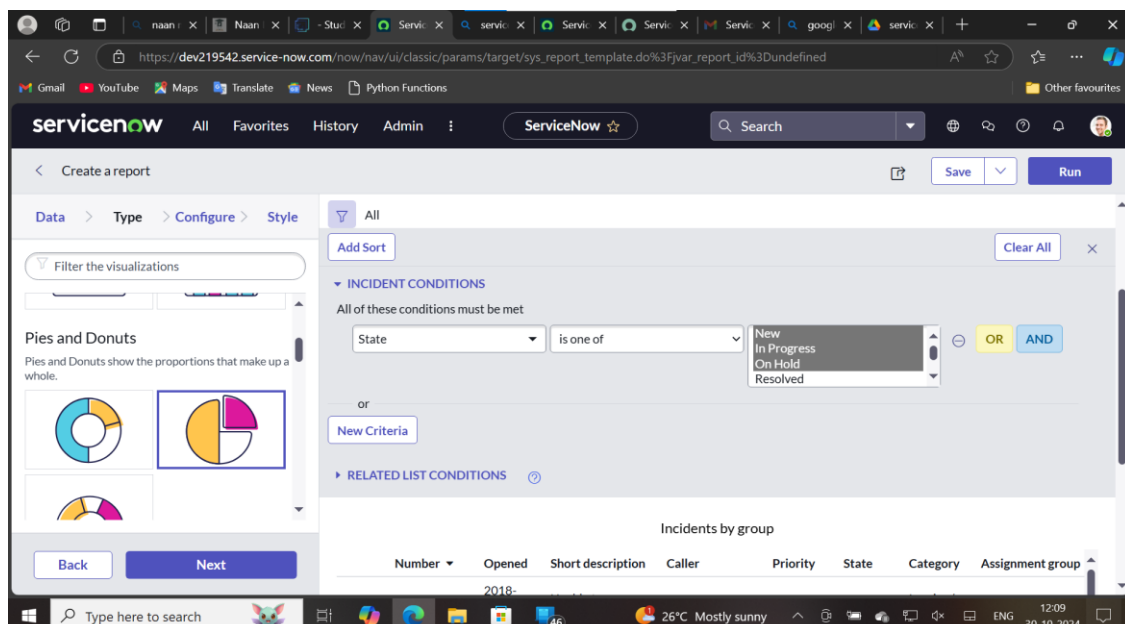 naan r
Naan
- Stud
Servic
servic
Servic
Servic
Servic
googl
servic
https://dev219542.service-now.com/now/nav/ui/classic/params/target/sys_report_template.do%3Fjvar_report_id%3Dundefined
Gmail YouTube Maps Translate News Python Functions Other favourites
servicenow All Favorites History Admin ServiceNow Search
Create a report Save Run
Data > Type > Configure > Style
All
Filter the visualizations
Add Sort Clear All
INCIDENT CONDITIONS
All of these conditions must be met
State is one of
New
In Progress
On Hold
Resolved
OR AND
or
New Criteria
RELATED LIST CONDITIONS
Pies and Donuts
Pies and Donuts show the proportions that make up a
whole.
Back Next
Incidents by group
Number Opened Short description Caller Priority State Category Assignment group
2018-
Type here to search
46
26°C Mostly sunny
ENG
12:09
30-10-2024